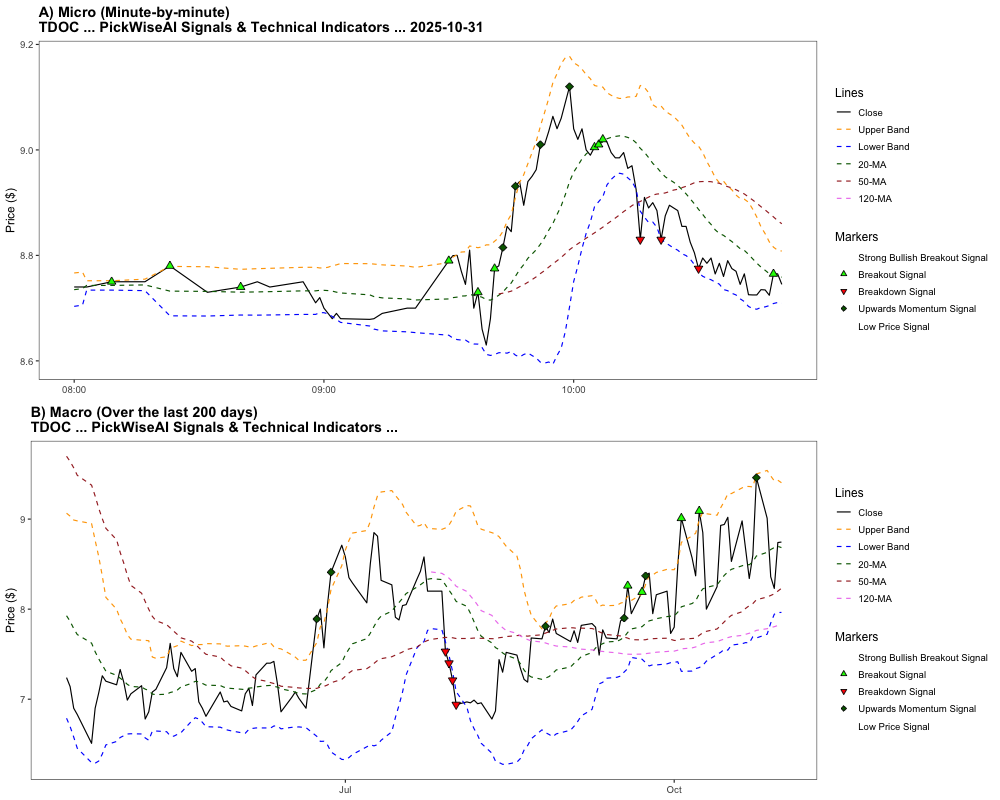 A) Micro (Minute-by-minute)
TDOC ... PickWiseAI Signals & Technical Indicators ... 2025-10-31
9.2
9.0
8.8
8.6
Price ($)
08:00
09:00
10:00
Lines
Close
Upper Band
Lower Band
20-MA
50-MA
120-MA
Markers
Strong Bullish Breakout Signal
Breakout Signal
Breakdown Signal
Upwards Momentum Signal
Low Price Signal
B) Macro (Over the last 200 days)
TDOC ... PickWiseAI Signals & Technical Indicators ...
9
8
7
Price ($)
Jul
Oct
Lines
Close
Upper Band
Lower Band
20-MA
50-MA
120-MA
Markers
Strong Bullish Breakout Signal
Breakout Signal
Breakdown Signal
Upwards Momentum Signal
Low Price Signal